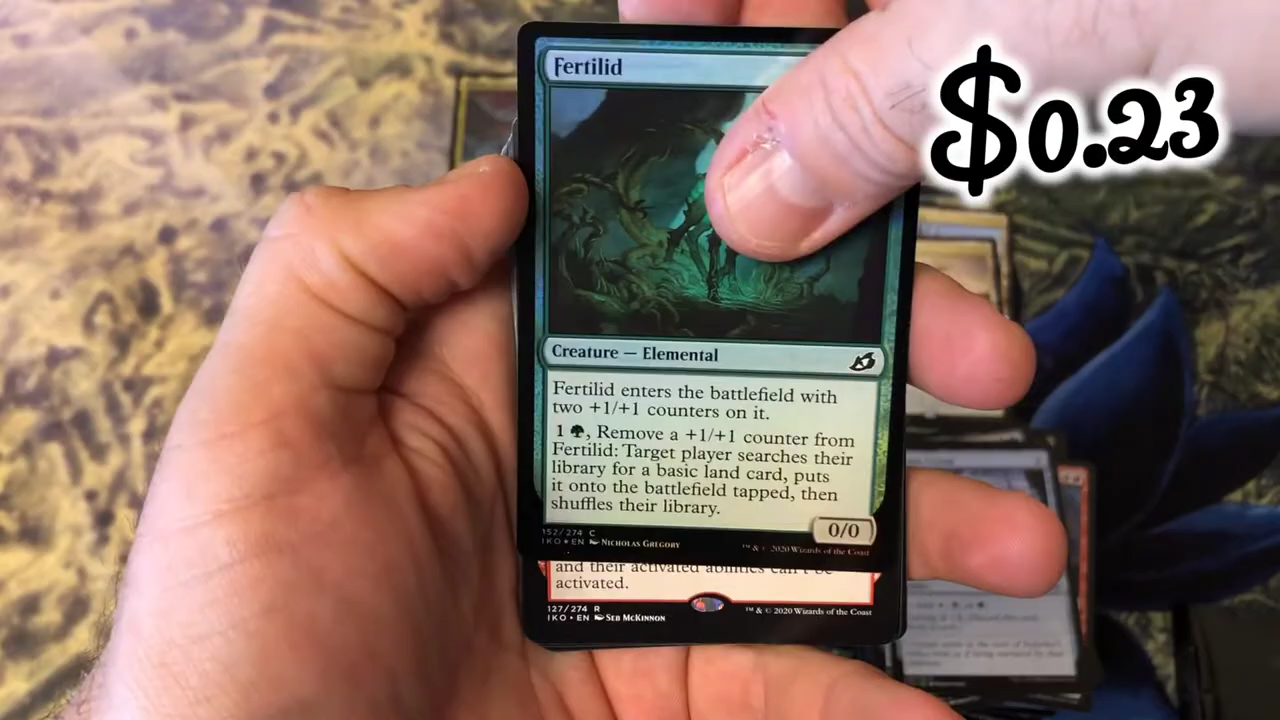 Fertilid
$0.23
Creature — Elemental
Fertilid enters the battlefield with
two +1/+1 counters on it.
1 , Remove a +1/+1 counter from
Fertilid: Target player searches their
library for a basic land card, puts
it onto the battlefield tapped, then
shuffles their library.
0/0
152/274 C
IKO★EN Nicholas Gregory
™ & © 2020 Wizards of the Coast
and their activated abilities can't be
activated.
127/274 R
IKO•EN Seb McKinnon
™ & © 2020 Wizards of the Coast